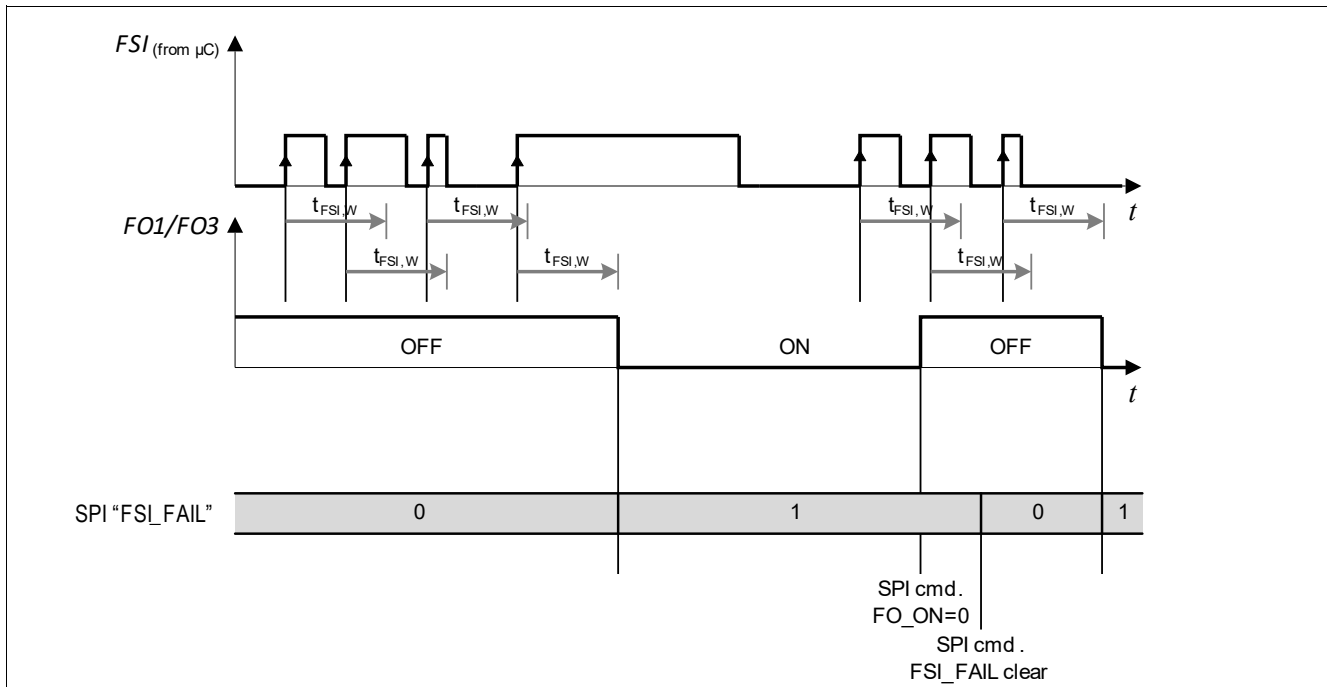 FSI (from µC)
tFSI,W tFSI,W tFSI,W tFSI,W t
FO1/FO3
tFSI,W tFSI,W tFSI,W
OFF ON OFF
t
SPI “FSI_FAIL” 0 1 0 1
SPI cmd.
FO_ON=0
SPI cmd .
FSI_FAIL clear